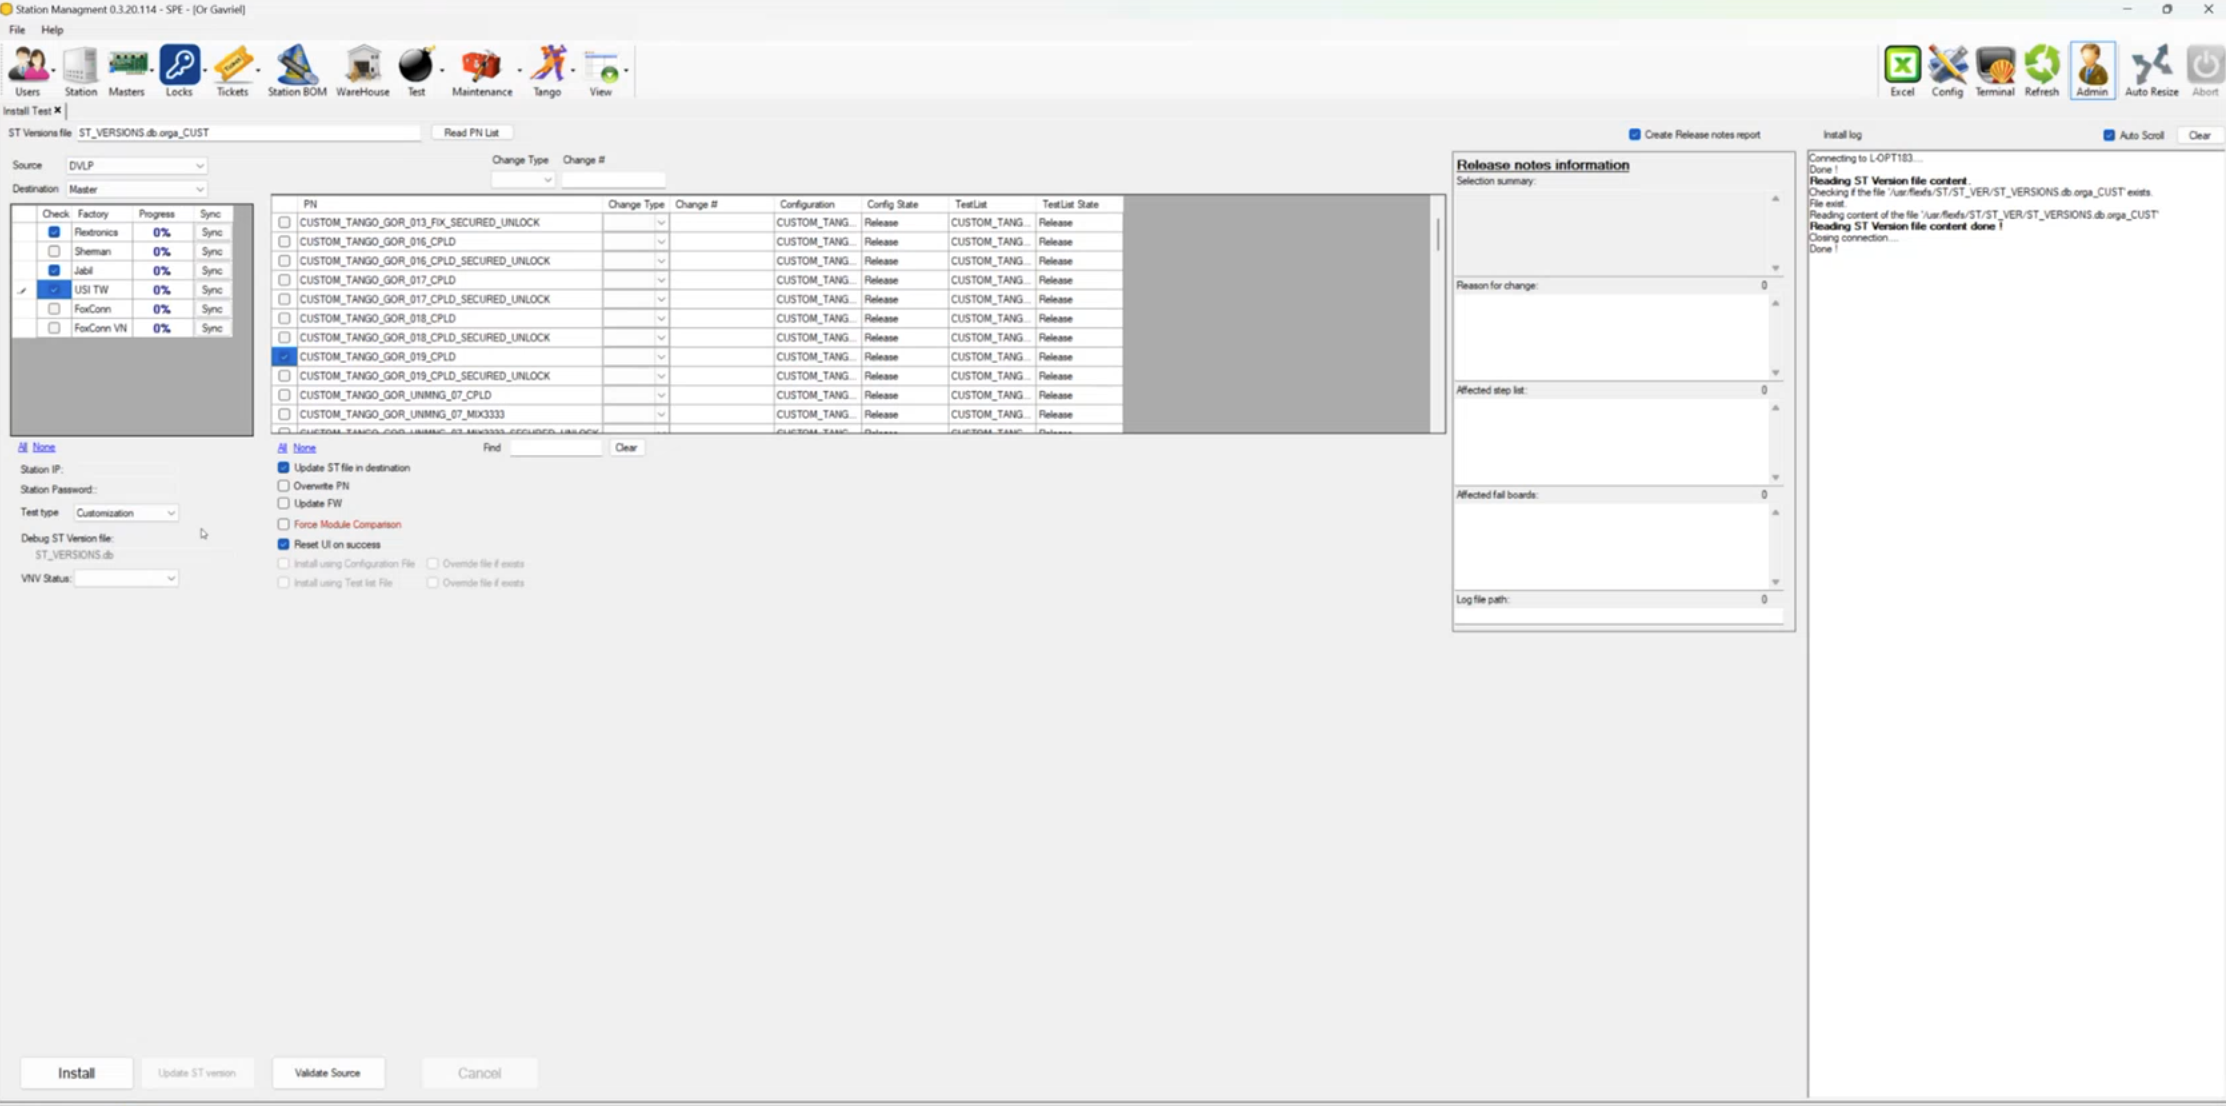 Station Managment 0.3.20.114 - SPE - [Or Gavriel]
File Help
Users Station Masters Locks Tickets Station BOM WareHouse Test Maintenance Tango View Excel Config Terminal Refresh Admin Auto Resize Abort
Install Test
ST Versions file ST_VERSIONS.db.orga_CUST Read PN List
Create Release notes report
Install log Auto Scroll Clear
Source DVLP
Destination Master
Change Type Change #
Check Factory Progress Sync
Flextronics 0% Sync
Sherman 0% Sync
Jabil 0% Sync
USI TW 0% Sync
FoxConn 0% Sync
FoxConn VN 0% Sync
All None
PN Change Type Change # Configuration Config State TestList TestList State
CUSTOM_TANGO_GOR_013_FIX_SECURED_UNLOCK CUSTOM_TANG... Release CUSTOM_TANG... Release
CUSTOM_TANGO_GOR_016_CPLD CUSTOM_TANG... Release CUSTOM_TANG... Release
CUSTOM_TANGO_GOR_016_CPLD_SECURED_UNLOCK CUSTOM_TANG... Release CUSTOM_TANG... Release
CUSTOM_TANGO_GOR_017_CPLD CUSTOM_TANG... Release CUSTOM_TANG... Release
CUSTOM_TANGO_GOR_017_CPLD_SECURED_UNLOCK CUSTOM_TANG... Release CUSTOM_TANG... Release
CUSTOM_TANGO_GOR_018_CPLD CUSTOM_TANG... Release CUSTOM_TANG... Release
CUSTOM_TANGO_GOR_018_CPLD_SECURED_UNLOCK CUSTOM_TANG... Release CUSTOM_TANG... Release
CUSTOM_TANGO_GOR_019_CPLD CUSTOM_TANG... Release CUSTOM_TANG... Release
CUSTOM_TANGO_GOR_019_CPLD_SECURED_UNLOCK CUSTOM_TANG... Release CUSTOM_TANG... Release
CUSTOM_TANGO_GOR_UNMNG_07_CPLD CUSTOM_TANG... Release CUSTOM_TANG... Release
CUSTOM_TANGO_GOR_UNMNG_07_MIX3333 CUSTOM_TANG... Release CUSTOM_TANG... Release
CUSTOM_TANGO_GOR_UNMNG_07_MIX3333_SECURED_UNLOCK CUSTOM_TANG... Release CUSTOM_TANG... Release
All None Find Clear
Station IP:
Station Password:
Test type Customization
Debug ST Version file:
ST_VERSIONS.db
VNV Status:
Update ST file in destination
Overwrite PN
Update FW
Force Module Comparison
Reset UI on success
Install using Configuration File Override file if exists
Install using Test list File Override file if exists
Release notes information
Selection summary:
Reason for change: 0
Affected step list: 0
Affected fail boards: 0
Log file path: 0
Connecting to L-OPT183....
Done !
Reading ST Version file content.
Checking if the file '/usr/flexfs/ST/ST_VER/ST_VERSIONS.db.orga_CUST' exists.
File exist.
Reading content of the file '/usr/flexfs/ST/ST_VER/ST_VERSIONS.db.orga_CUST'
Reading ST Version file content done !
Closing connection....
Done !
Install Update ST version Validate Source Cancel